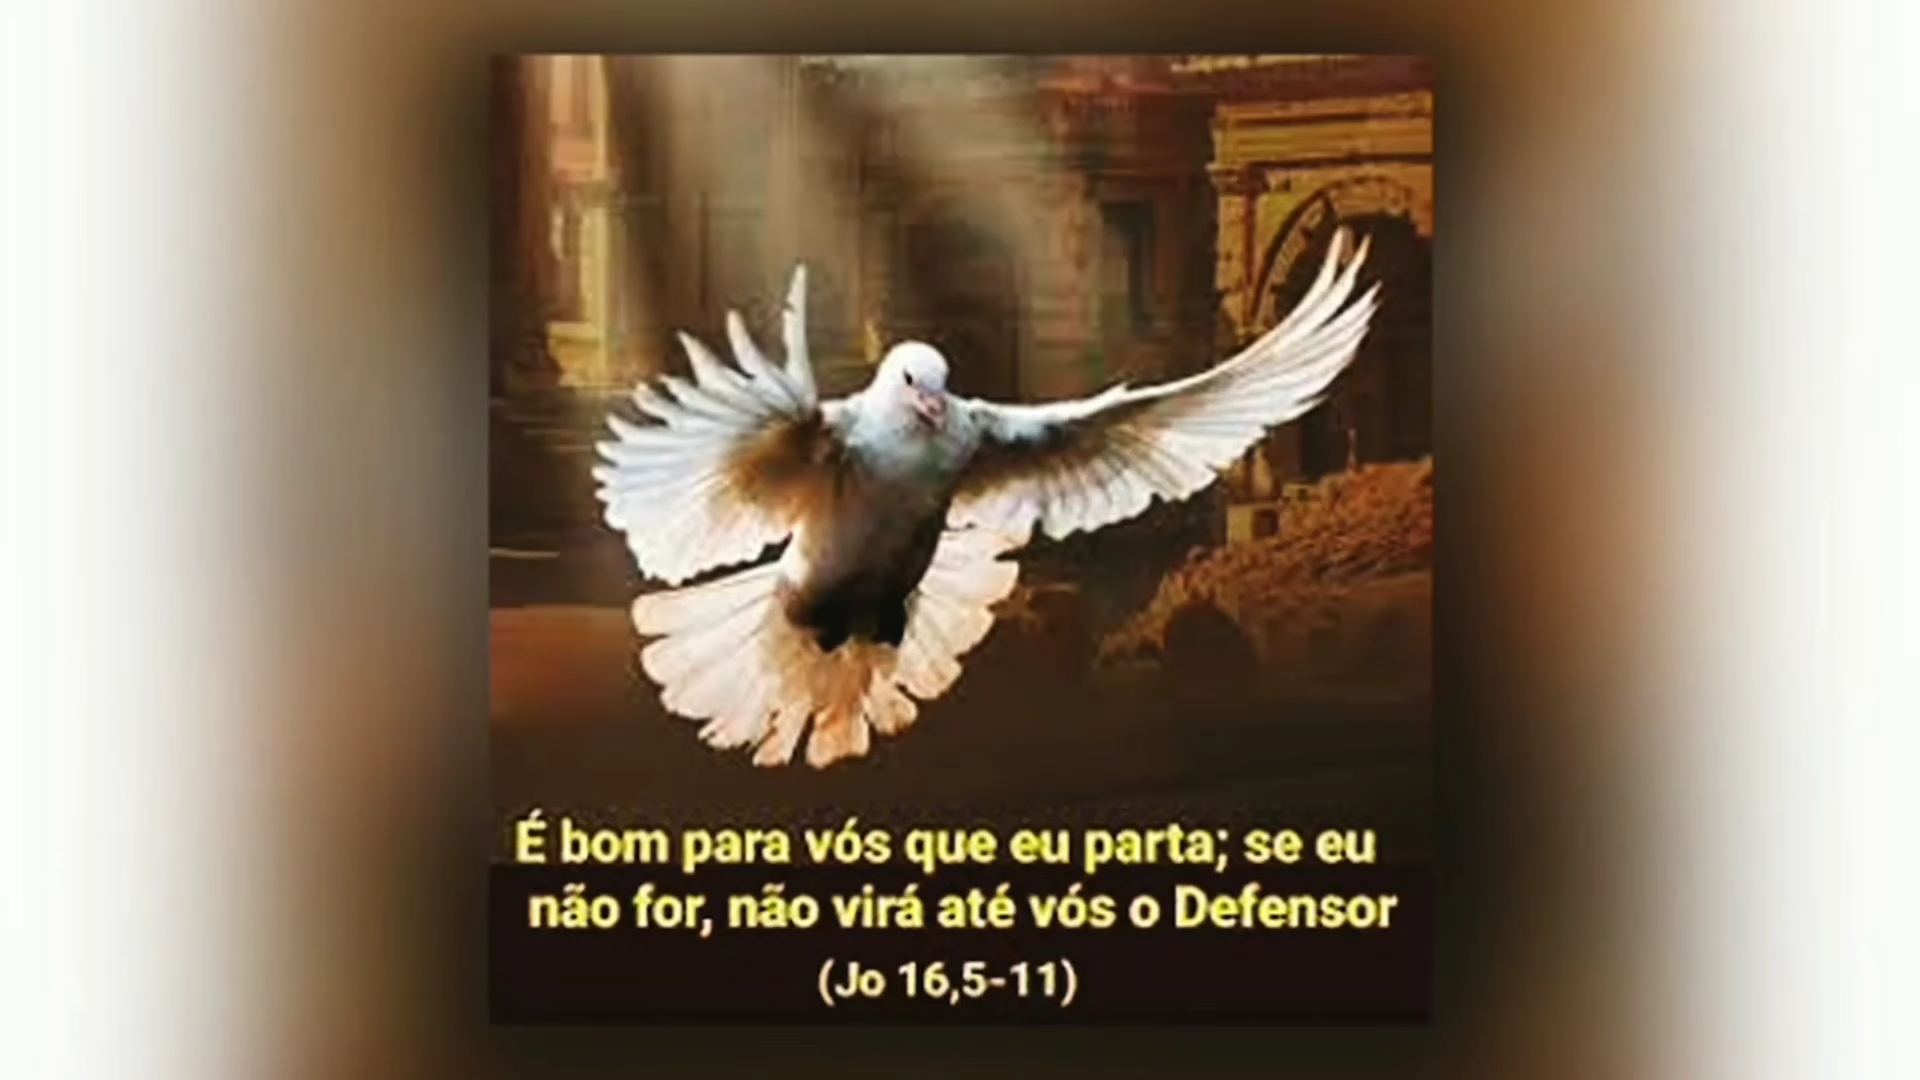 É bom para vós que eu parta; se eu
não for, não virá até vós o Defensor
(Jo 16,5-11)